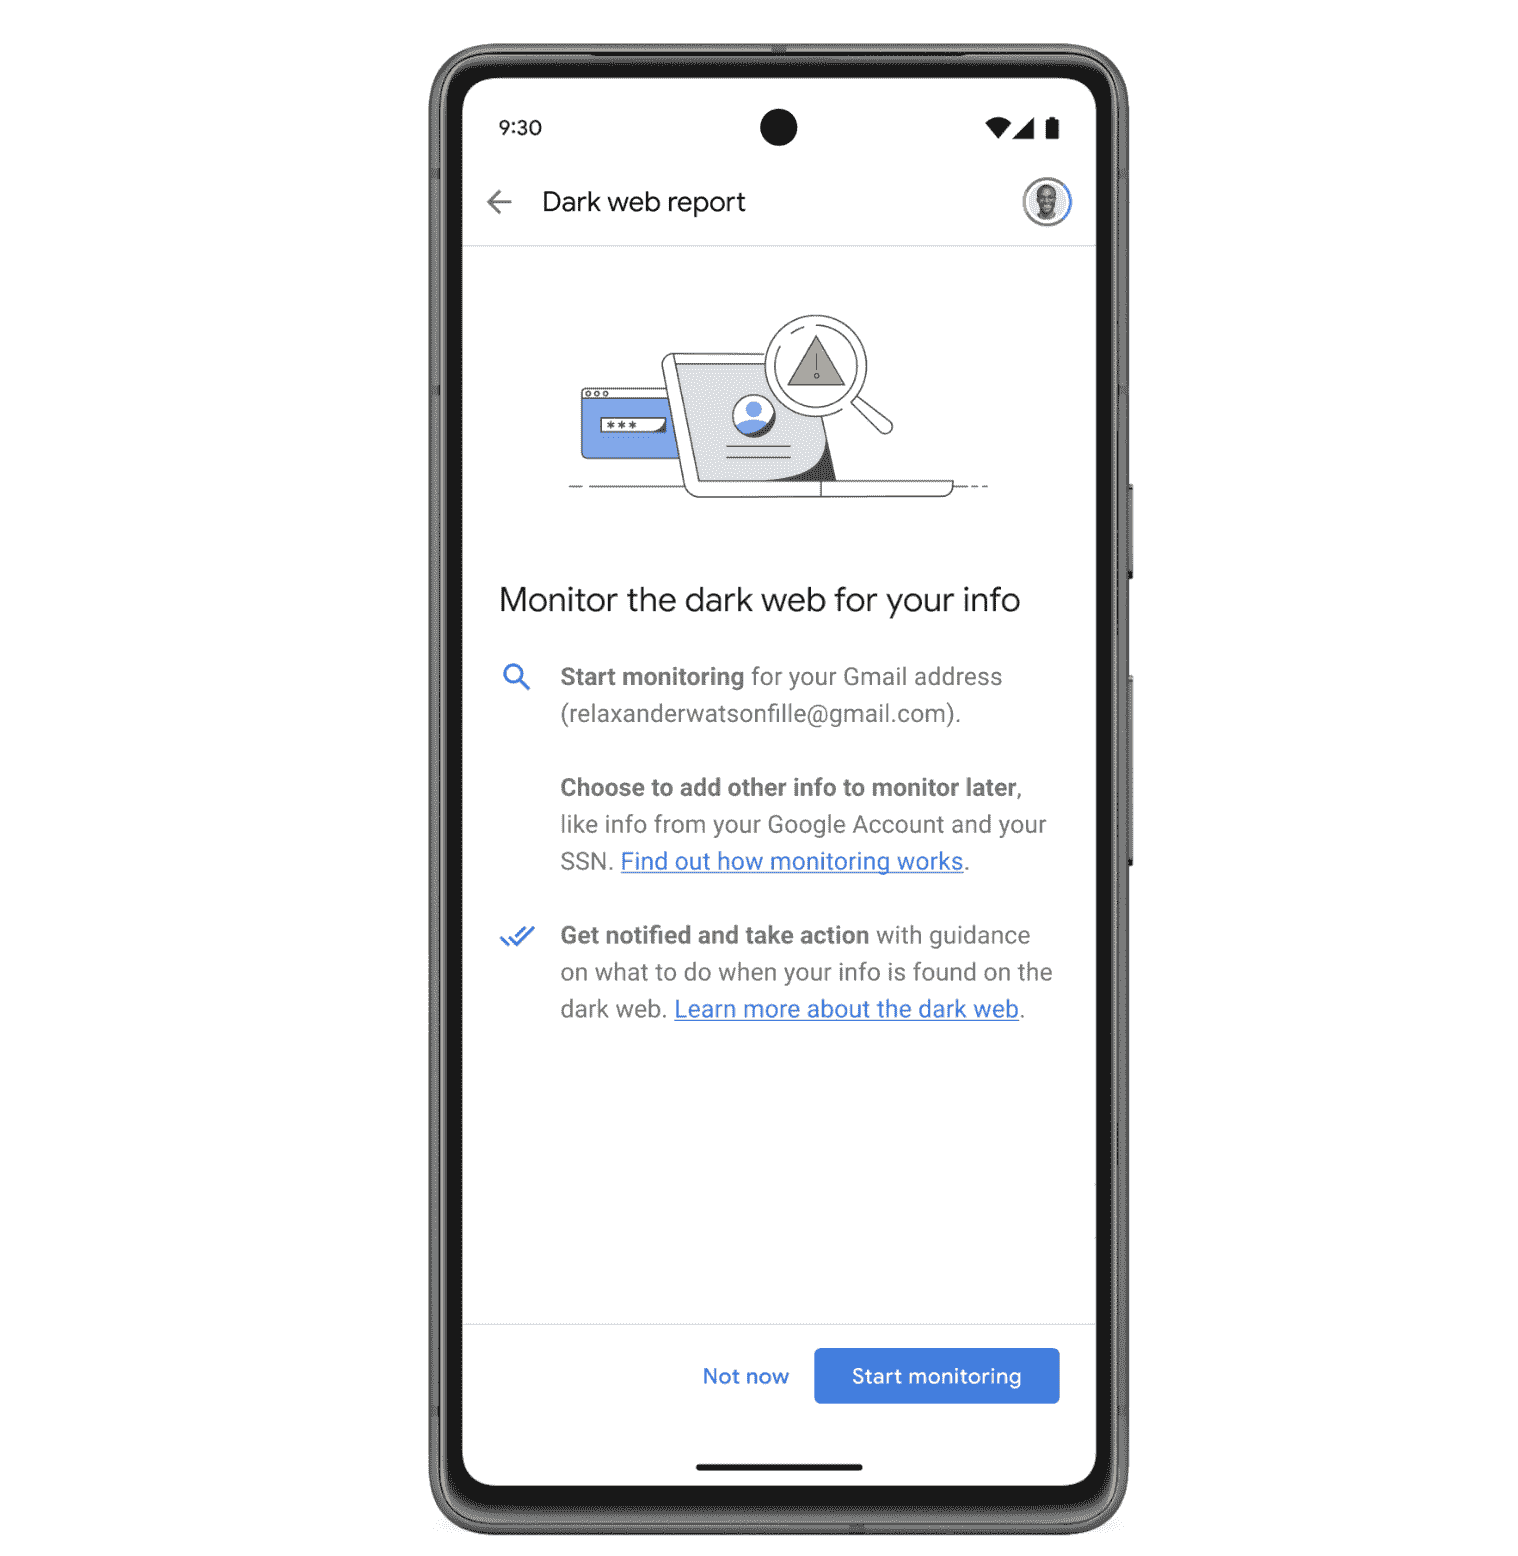 9:30
Dark web report
***
Monitor the dark web for your info
Start monitoring for your Gmail address
(relaxanderwatsonfille@gmail.com).
Choose to add other info to monitor later,
like info from your Google Account and your
SSN. Find out how monitoring works.
Get notified and take action with guidance
on what to do when your info is found on the
dark web. Learn more about the dark web.
Not now
Start monitoring